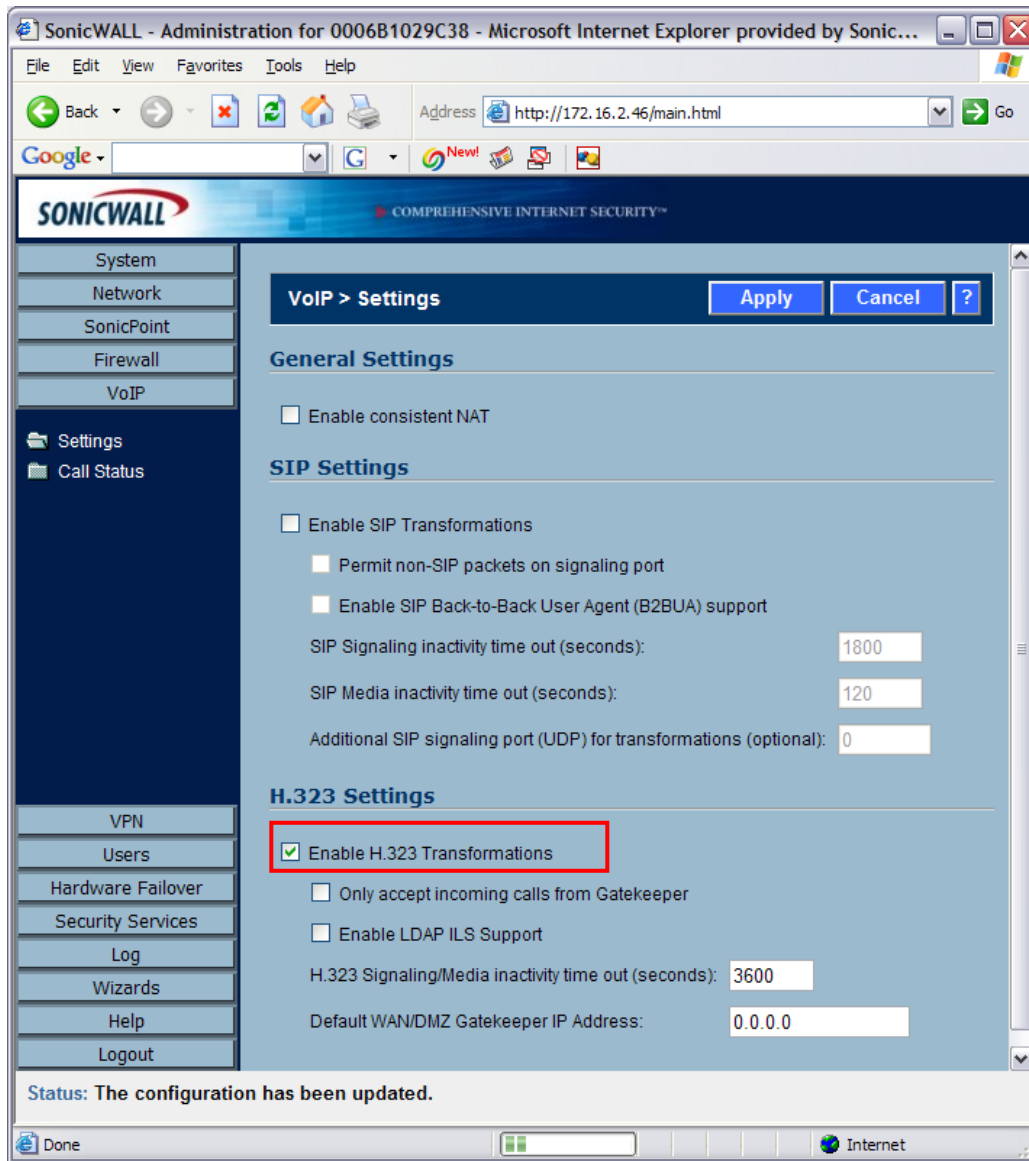 SonicWALL - Administration for 0006B1029C38 - Microsoft Internet Explorer provided by Sonic...
File Edit View Favorites Tools Help
Back Address http://172.16.2.46/main.html Go
Google New!
SONICWALL COMPREHENSIVE INTERNET SECURITY™
System
Network
SonicPoint
Firewall
VoIP
Settings
Call Status
VPN
Users
Hardware Failover
Security Services
Log
Wizards
Help
Logout
VoIP > Settings Apply Cancel ?
General Settings
Enable consistent NAT
SIP Settings
Enable SIP Transformations
Permit non-SIP packets on signaling port
Enable SIP Back-to-Back User Agent (B2BUA) support
SIP Signaling inactivity time out (seconds): 1800
SIP Media inactivity time out (seconds): 120
Additional SIP signaling port (UDP) for transformations (optional): 0
H.323 Settings
Enable H.323 Transformations
Only accept incoming calls from Gatekeeper
Enable LDAP ILS Support
H.323 Signaling/Media inactivity time out (seconds): 3600
Default WAN/DMZ Gatekeeper IP Address: 0.0.0.0
Status: The configuration has been updated.
Done Internet